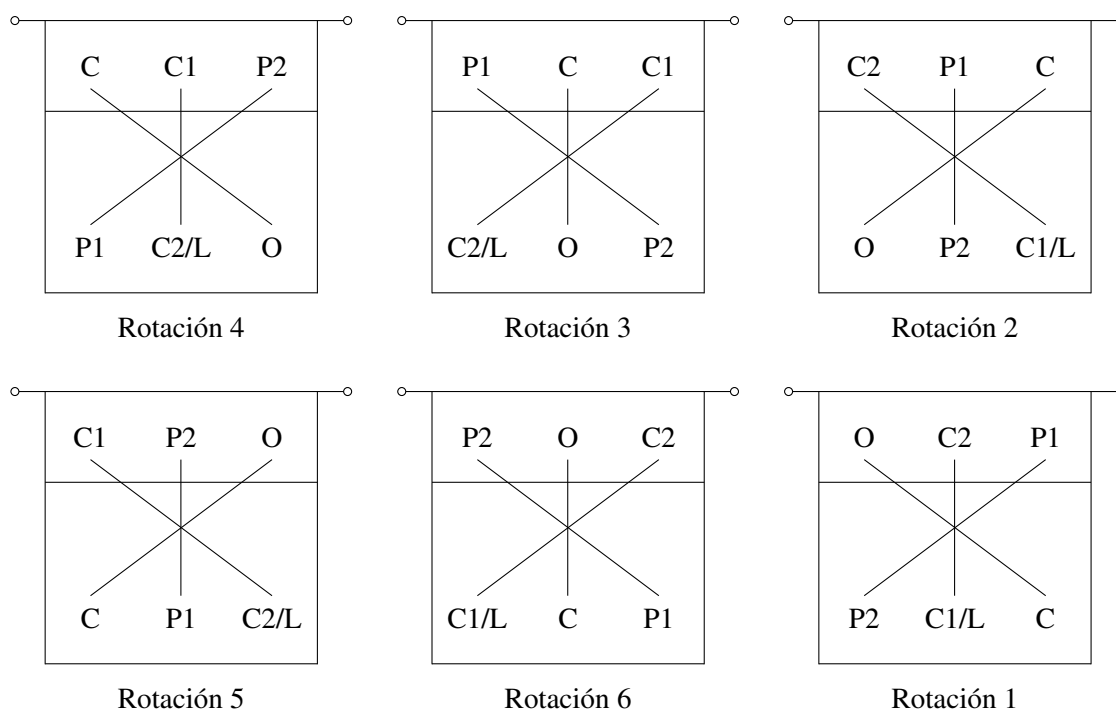 C C1 P2 P1 C C1 C2 P1 C
P1 C2/L O C2/L O P2 O P2 C1/L
Rotación 4 Rotación 3 Rotación 2
C1 P2 O P2 O C2 O C2 P1
C P1 C2/L C1/L C P1 P2 C1/L C
Rotación 5 Rotación 6 Rotación 1